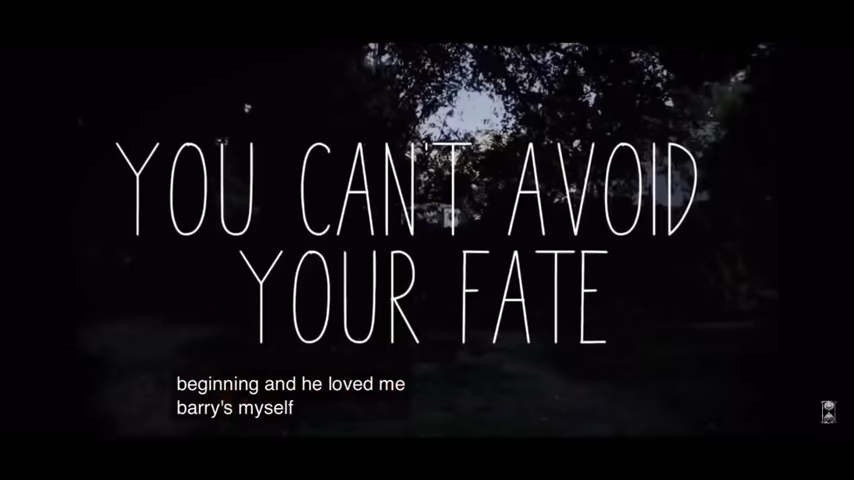 YOU CAN'T AVOID
YOUR FATE
beginning and he loved me
barry's myself